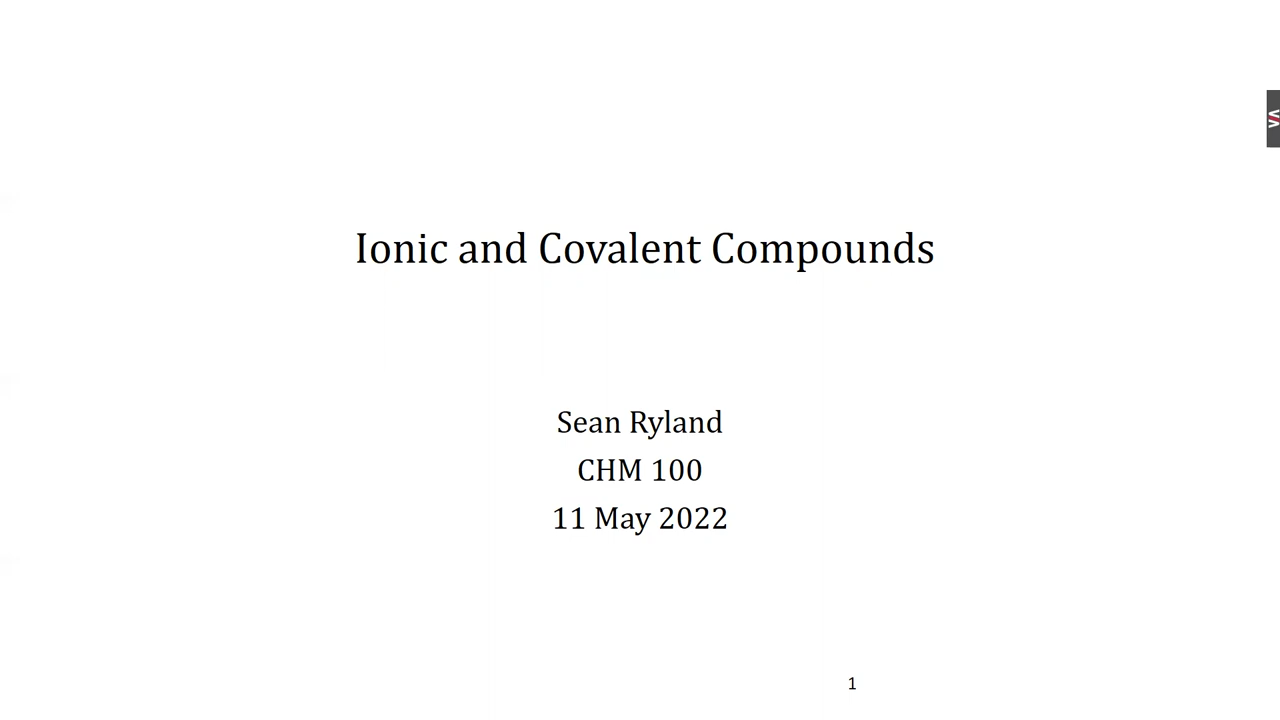 Ionic and Covalent Compounds
Sean Ryland
CHM 100
11 May 2022
1